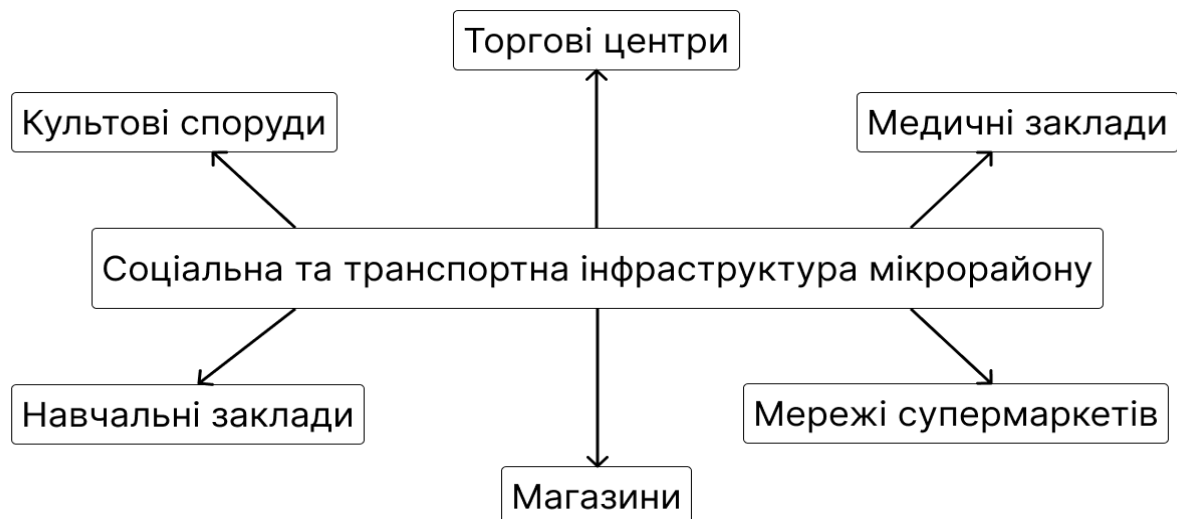 Торгові центри
Культові споруди
Медичні заклади
Соціальна та транспортна інфраструктура мікрорайону
Навчальні заклади
Мережі супермаркетів
Магазини